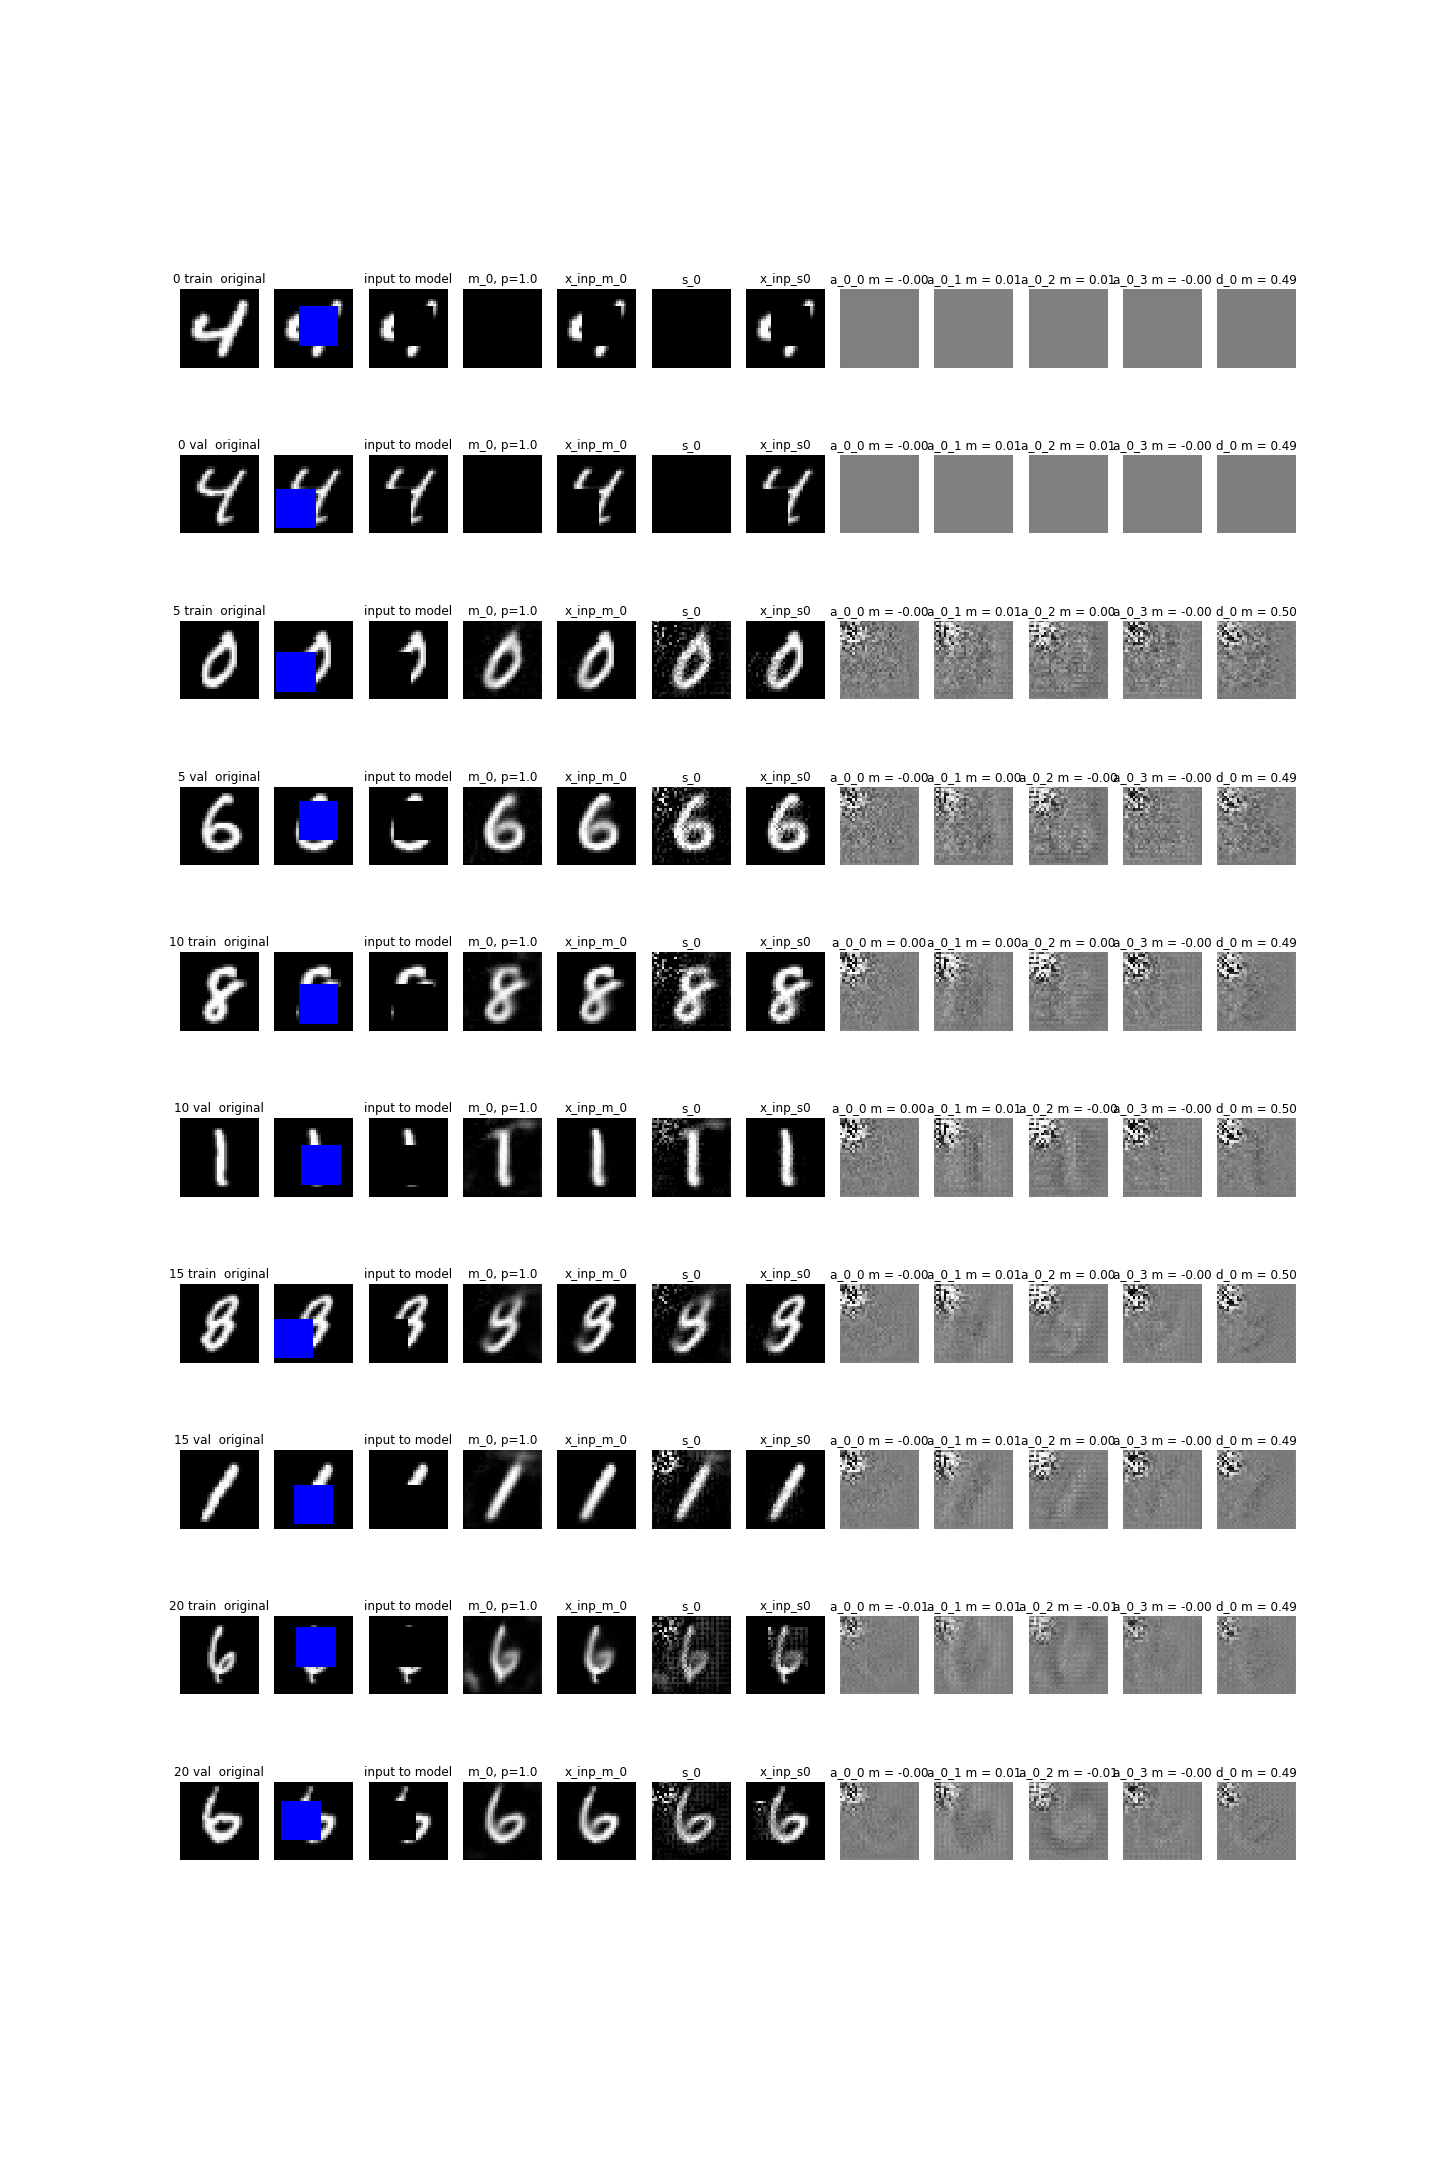 0 train original input to model m_0, p=1.0 x_inp_m_0 s_0 x_inp_s0 a_0_0 m = -0.00 a_0_1 m = 0.01 a_0_2 m = 0.01 a_0_3 m = -0.00 d_0 m = 0.49
0 val original input to model m_0, p=1.0 x_inp_m_0 s_0 x_inp_s0 a_0_0 m = -0.00 a_0_1 m = 0.01 a_0_2 m = 0.01 a_0_3 m = -0.00 d_0 m = 0.49
5 train original input to model m_0, p=1.0 x_inp_m_0 s_0 x_inp_s0 a_0_0 m = -0.00 a_0_1 m = 0.01 a_0_2 m = 0.00 a_0_3 m = -0.00 d_0 m = 0.50
5 val original input to model m_0, p=1.0 x_inp_m_0 s_0 x_inp_s0 a_0_0 m = -0.00 a_0_1 m = 0.00 a_0_2 m = -0.00 a_0_3 m = -0.00 d_0 m = 0.49
10 train original input to model m_0, p=1.0 x_inp_m_0 s_0 x_inp_s0 a_0_0 m = 0.00 a_0_1 m = 0.00 a_0_2 m = 0.00 a_0_3 m = -0.00 d_0 m = 0.49
10 val original input to model m_0, p=1.0 x_inp_m_0 s_0 x_inp_s0 a_0_0 m = 0.00 a_0_1 m = 0.01 a_0_2 m = -0.00 a_0_3 m = -0.00 d_0 m = 0.50
15 train original input to model m_0, p=1.0 x_inp_m_0 s_0 x_inp_s0 a_0_0 m = -0.00 a_0_1 m = 0.01 a_0_2 m = 0.00 a_0_3 m = -0.00 d_0 m = 0.50
15 val original input to model m_0, p=1.0 x_inp_m_0 s_0 x_inp_s0 a_0_0 m = -0.00 a_0_1 m = 0.01 a_0_2 m = 0.00 a_0_3 m = -0.00 d_0 m = 0.49
20 train original input to model m_0, p=1.0 x_inp_m_0 s_0 x_inp_s0 a_0_0 m = -0.01 a_0_1 m = 0.01 a_0_2 m = -0.01 a_0_3 m = -0.00 d_0 m = 0.49
20 val original input to model m_0, p=1.0 x_inp_m_0 s_0 x_inp_s0 a_0_0 m = -0.00 a_0_1 m = 0.01 a_0_2 m = -0.01 a_0_3 m = -0.00 d_0 m = 0.49